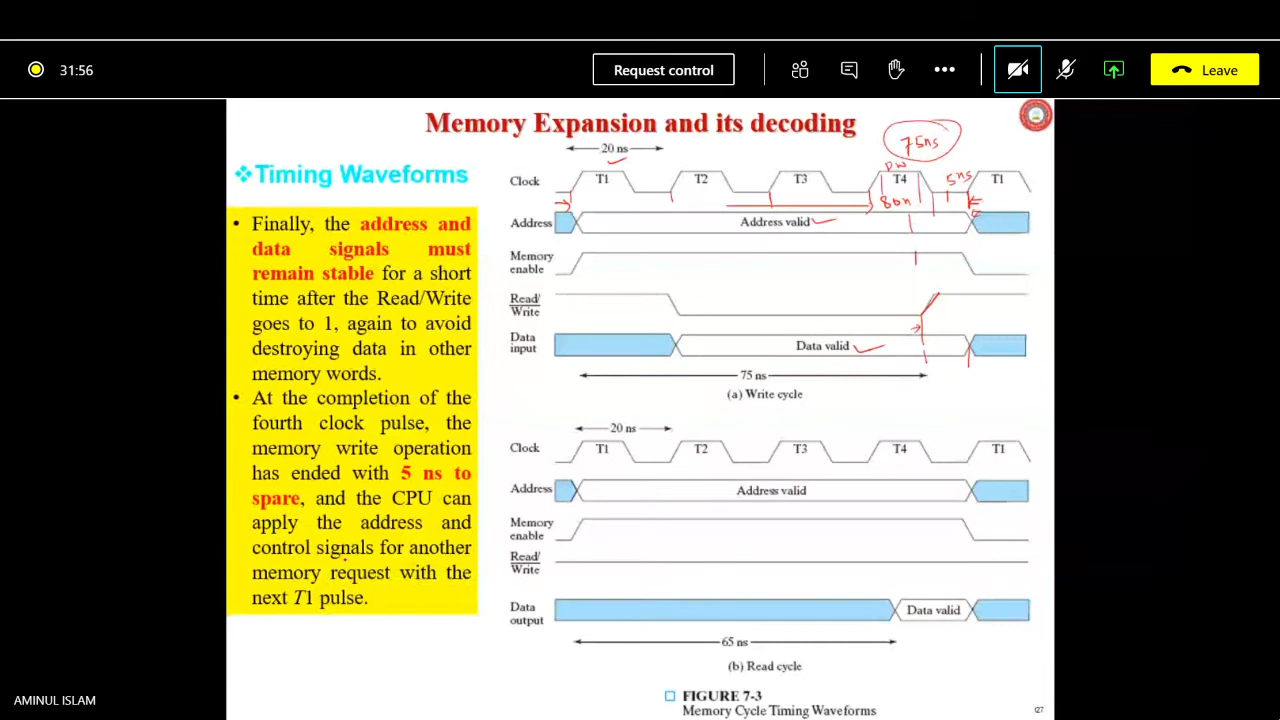 31:56
Request control
Leave
Memory Expansion and its decoding
❖Timing Waveforms
• Finally, the address and
data signals must
remain stable for a short
time after the Read/Write
goes to 1, again to avoid
destroying data in other
memory words.
• At the completion of the
fourth clock pulse, the
memory write operation
has ended with 5 ns to
spare, and the CPU can
apply the address and
control signals for another
memory request with the
next T1 pulse.
20 ns
75ns
Clock T1 T2 T3 T4 T1
5ns
80n
Address Address valid
Memory
enable
Read/
Write
Data
input Data valid
75 ns
(a) Write cycle
20 ns
Clock T1 T2 T3 T4 T1
Address Address valid
Memory
enable
Read/
Write
Data
output Data valid
65 ns
(b) Read cycle
FIGURE 7-3
Memory Cycle Timing Waveforms
AMINUL ISLAM